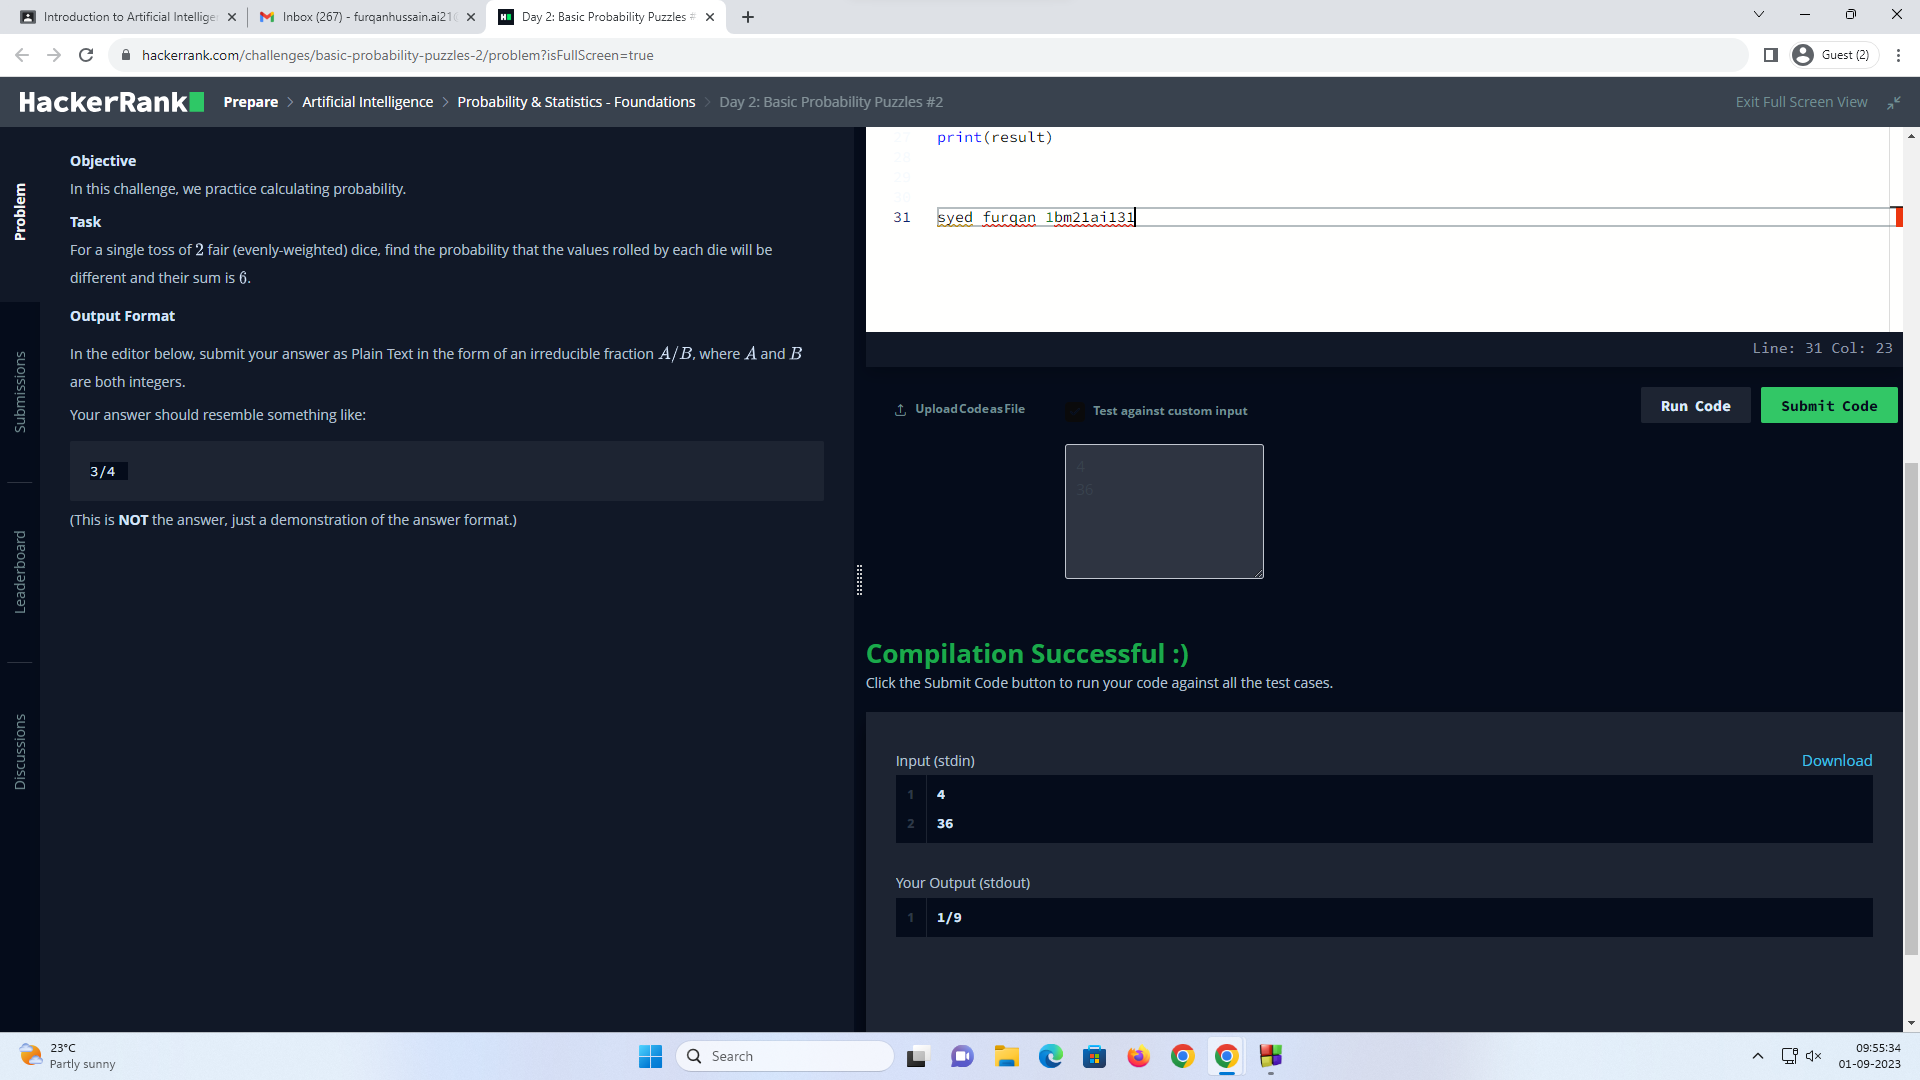 Introduction to Artificial Intellige
Inbox (267) - furqanhussain.ai21@
Day 2: Basic Probability Puzzles #
hackerrank.com/challenges/basic-probability-puzzles-2/problem?isFullScreen=true
Guest (2)
HackerRank
Prepare > Artificial Intelligence > Probability & Statistics - Foundations > Day 2: Basic Probability Puzzles #2
Exit Full Screen View
Problem
Submissions
Leaderboard
Discussions
Objective
In this challenge, we practice calculating probability.
Task
For a single toss of 2 fair (evenly-weighted) dice, find the probability that the values rolled by each die will be
different and their sum is 6.
Output Format
In the editor below, submit your answer as Plain Text in the form of an irreducible fraction A/B, where A and B
are both integers.
Your answer should resemble something like:
3/4
(This is NOT the answer, just a demonstration of the answer format.)
27 print(result)
28
29
30
31 syed furqan 1bm21ai131
Line: 31 Col: 23
Upload Code as File
Test against custom input
Run Code
Submit Code
4
36
Compilation Successful :)
Click the Submit Code button to run your code against all the test cases.
Input (stdin)
Download
1 4
2 36
Your Output (stdout)
1 1/9
23°C
Partly sunny
Search
09:55:34
01-09-2023